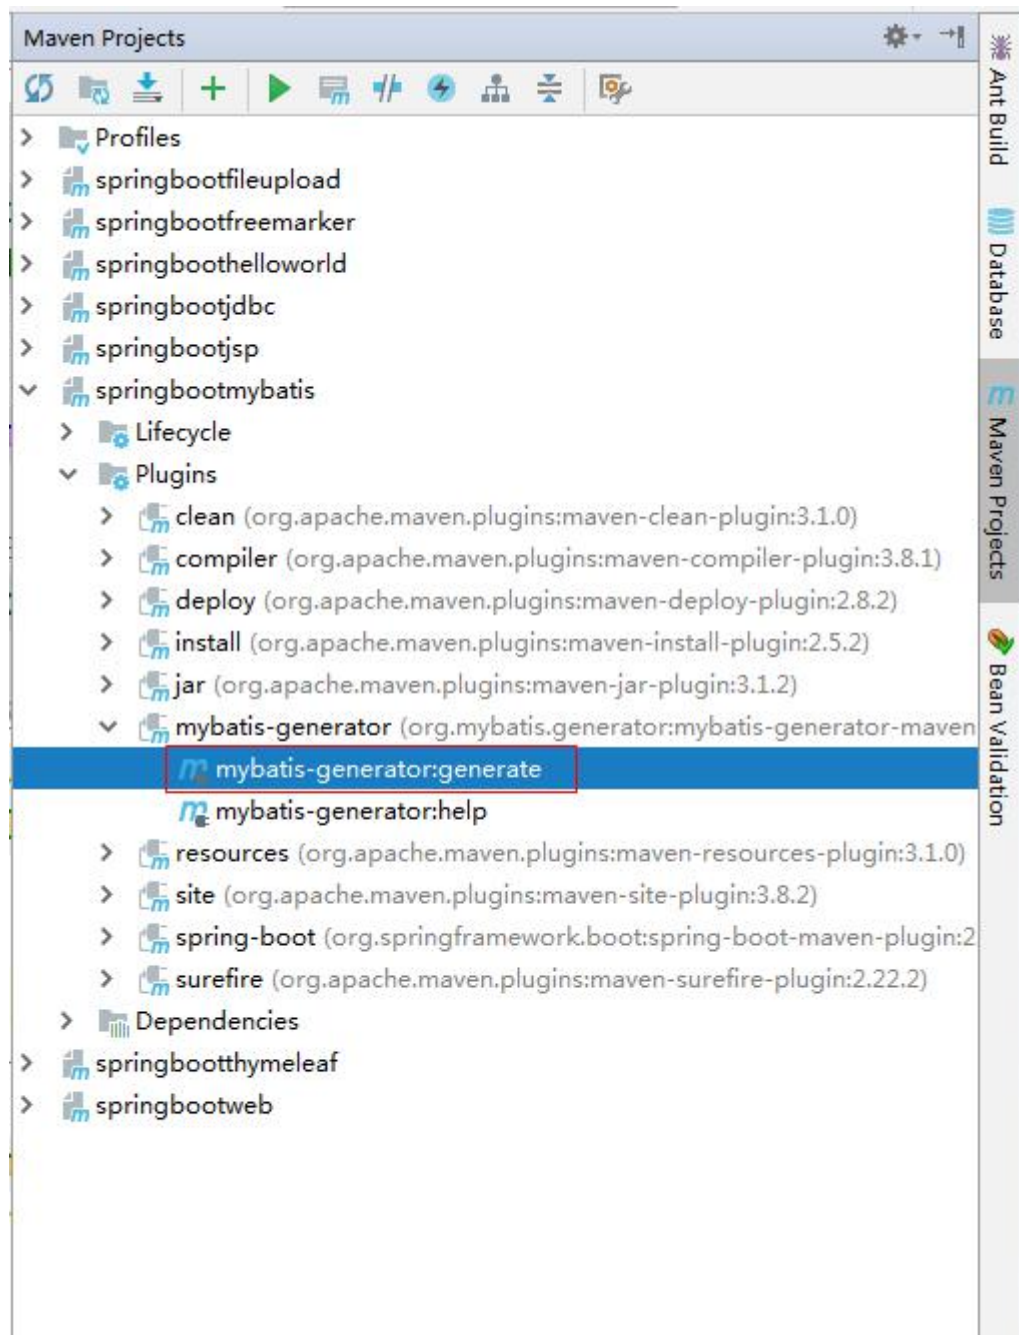 Maven Projects
Profiles
springbootfileupload
springbootfreemarker
springboothelloworld
springbootjdbc
springbootjsp
springbootmybatis
Lifecycle
Plugins
clean (org.apache.maven.plugins:maven-clean-plugin:3.1.0)
compiler (org.apache.maven.plugins:maven-compiler-plugin:3.8.1)
deploy (org.apache.maven.plugins:maven-deploy-plugin:2.8.2)
install (org.apache.maven.plugins:maven-install-plugin:2.5.2)
jar (org.apache.maven.plugins:maven-jar-plugin:3.1.2)
mybatis-generator (org.mybatis.generator:mybatis-generator-maven
mybatis-generator:generate
mybatis-generator:help
resources (org.apache.maven.plugins:maven-resources-plugin:3.1.0)
site (org.apache.maven.plugins:maven-site-plugin:3.8.2)
spring-boot (org.springframework.boot:spring-boot-maven-plugin:2
surefire (org.apache.maven.plugins:maven-surefire-plugin:2.22.2)
Dependencies
springbootthymeleaf
springbootweb
Ant Build
Database
Maven Projects
Bean Validation